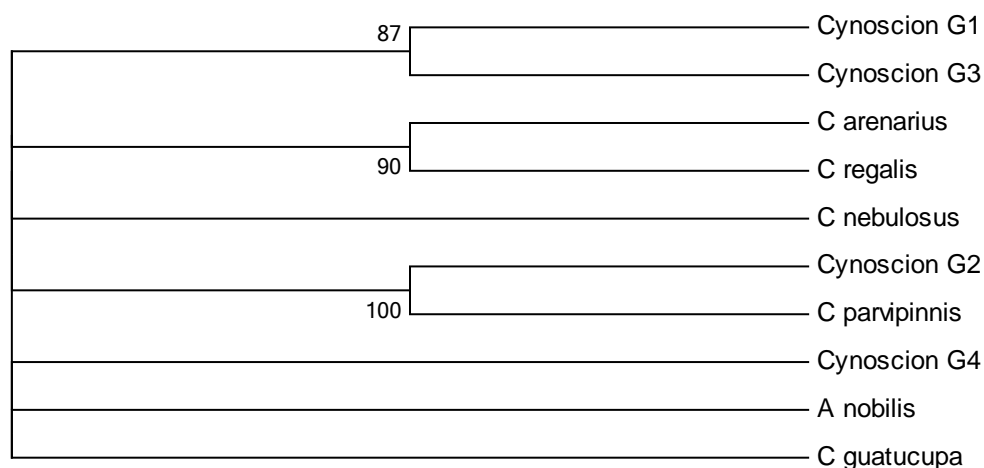 87
Cynoscion G1
Cynoscion G3
C arenarius
90
C regalis
C nebulosus
Cynoscion G2
100
C parvipinnis
Cynoscion G4
A nobilis
C guatucupa